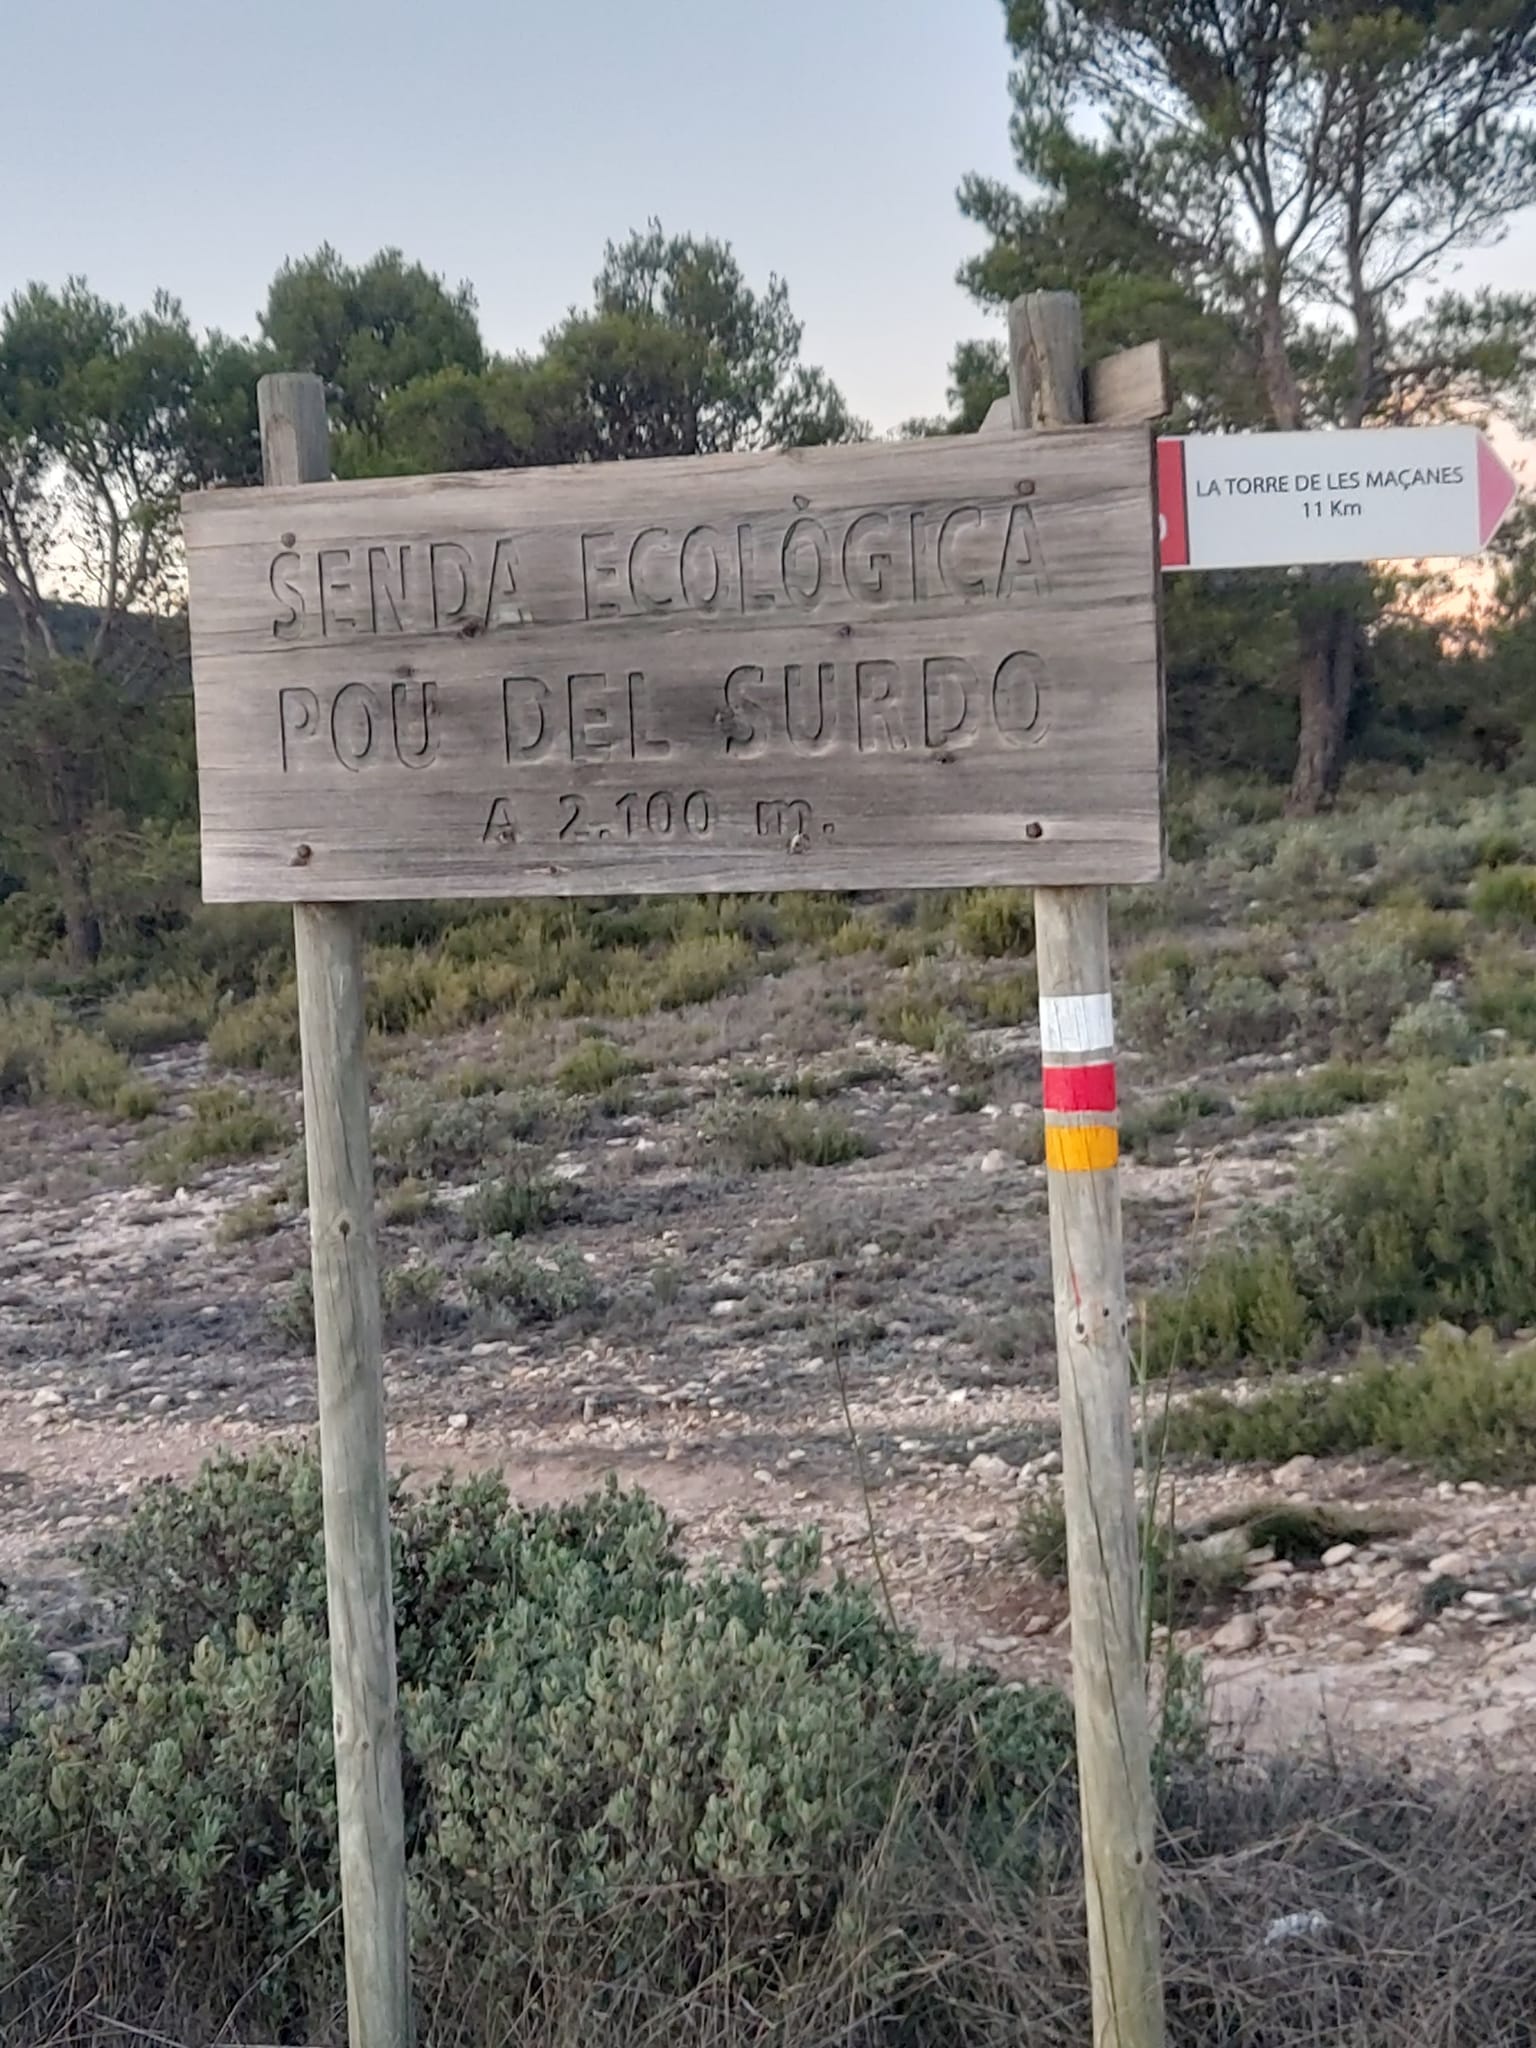 SENDA ECOLÒGICA
POU DEL SURDO
A 2.100 m.
LA TORRE DE LES MAÇANES
11 Km